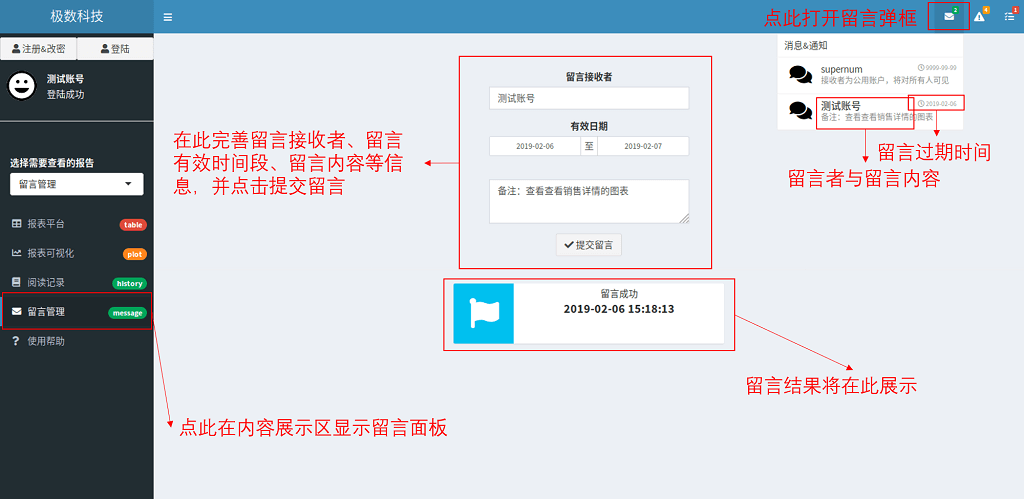 极数科技
点此打开留言弹框
2
4
1
注册&改密
登陆
测试账号
登陆成功
选择需要查看的报告
留言管理
报表平台
table
报表可视化
plot
阅读记录
history
留言管理
message
使用帮助
在此完善留言接收者、留言
有效时间段、留言内容等信
息，并点击提交留言
留言接收者
测试账号
有效日期
2019-02-06
至
2019-02-07
备注：查看查看销售详情的图表
提交留言
留言成功
2019-02-06 15:18:13
消息&通知
supernum
9999-99-99
接收者为公用账户，将对所有人可见
测试账号
2019-02-06
备注：查看查看销售详情的图表
留言过期时间
留言者与留言内容
留言结果将在此展示
点此在内容展示区显示留言面板